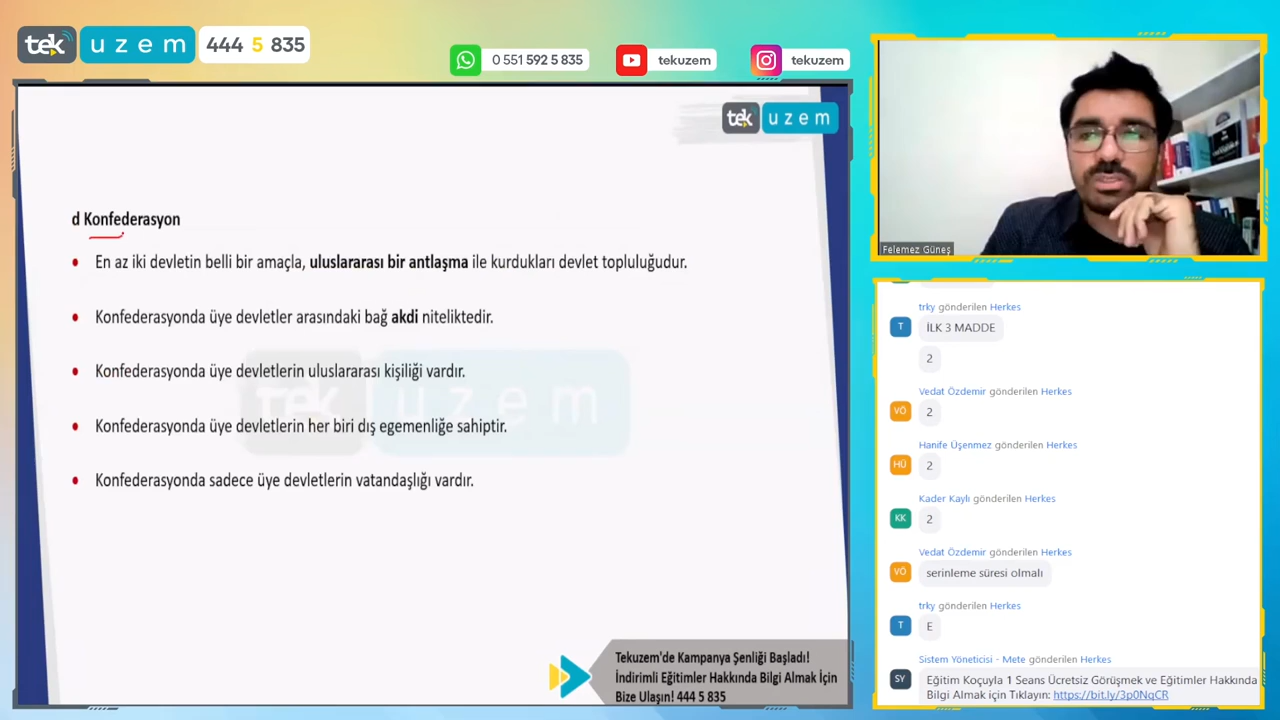 tek uzem 444 5 835
0 551 592 5 835
tekuzem
tekuzem
tek uzem
d Konfederasyon
• En az iki devletin belli bir amaçla, uluslararası bir antlaşma ile kurdukları devlet topluluğudur.
• Konfederasyonda üye devletler arasındaki bağ akdi niteliktedir.
• Konfederasyonda üye devletlerin uluslararası kişiliği vardır.
• Konfederasyonda üye devletlerin her biri dış egemenliğe sahiptir.
• Konfederasyonda sadece üye devletlerin vatandaşlığı vardır.
tek uzem
Tekuzem'de Kampanya Şenliği Başladı!
İndirimli Eğitimler Hakkında Bilgi Almak İçin
Bize Ulaşın! 444 5 835
Felemez Güneş
trky gönderilen Herkes
T İLK 3 MADDE
2
Vedat Özdemir gönderilen Herkes
VÖ 2
Hanife Üşenmez gönderilen Herkes
HÜ 2
Kader Kaylı gönderilen Herkes
KK 2
Vedat Özdemir gönderilen Herkes
VÖ serinleme süresi olmalı
trky gönderilen Herkes
T E
Sistem Yöneticisi - Mete gönderilen Herkes
SY Eğitim Koçuyla 1 Seans Ücretsiz Görüşmek ve Eğitimler Hakkında
Bilgi Almak için Tıklayın: https://bit.ly/3p0NqCR